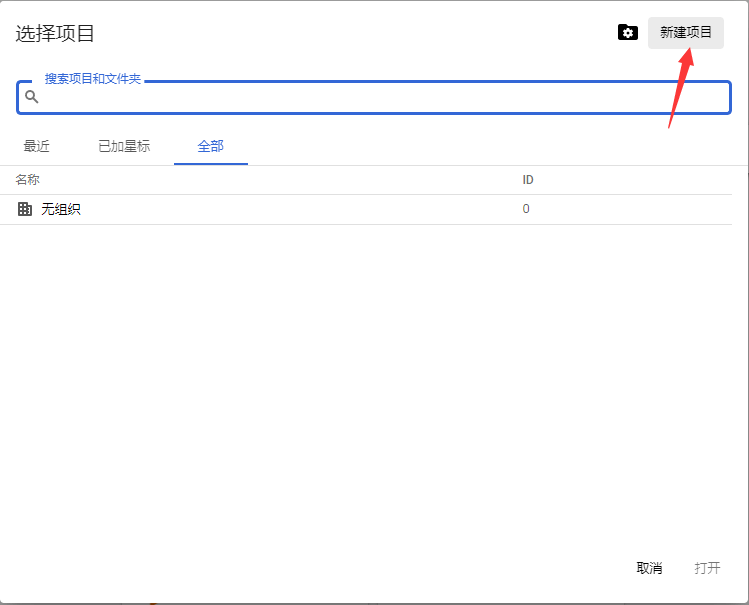 选择项目
新建项目
搜索项目和文件夹
最近 已加星标 全部
名称 ID
无组织 0
取消 打开